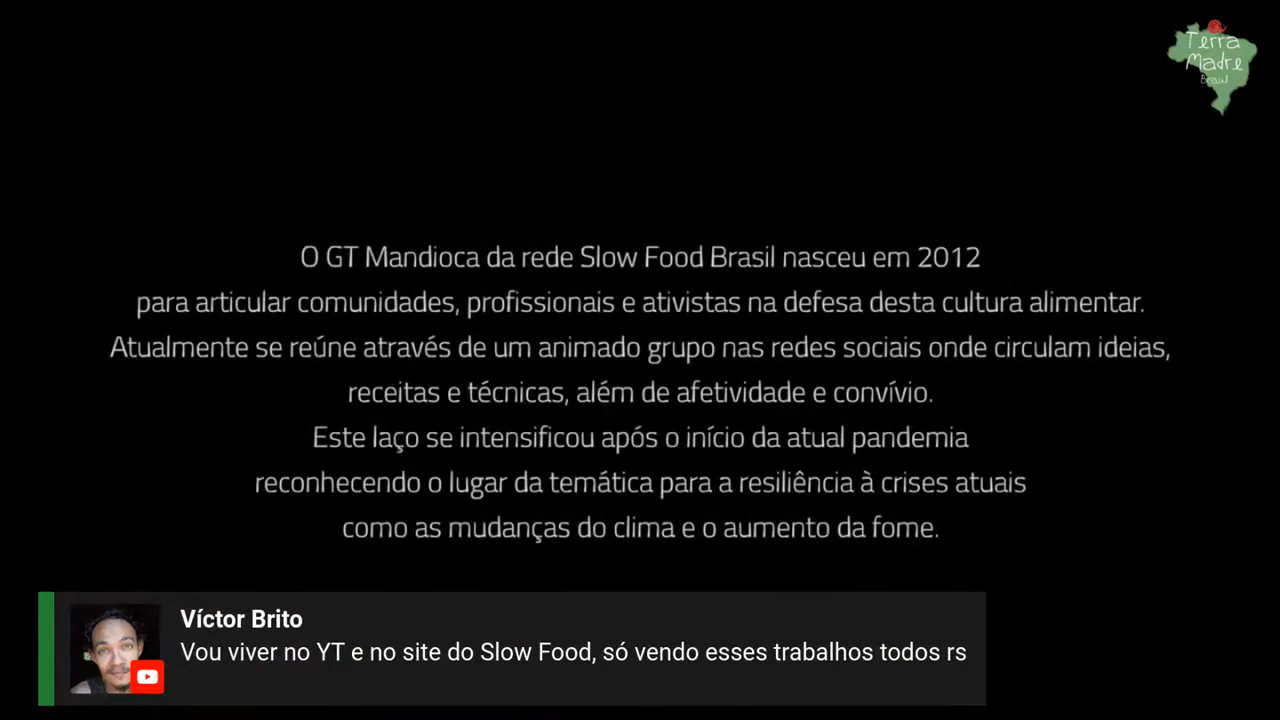 Terra
Madre
Brasil
O GT Mandioca da rede Slow Food Brasil nasceu em 2012
para articular comunidades, profissionais e ativistas na defesa desta cultura alimentar.
Atualmente se reúne através de um animado grupo nas redes sociais onde circulam ideias,
receitas e técnicas, além de afetividade e convívio.
Este laço se intensificou após o início da atual pandemia
reconhecendo o lugar da temática para a resiliência à crises atuais
como as mudanças do clima e o aumento da fome.
Víctor Brito
Vou viver no YT e no site do Slow Food, só vendo esses trabalhos todos rs